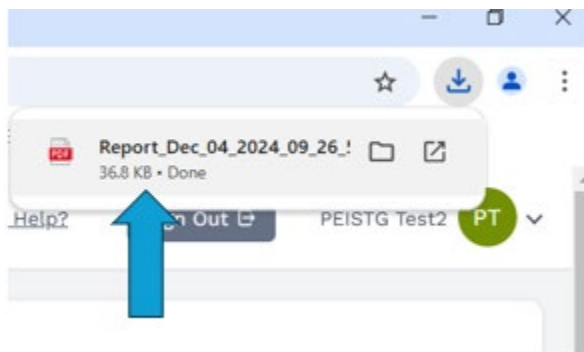 PDF
Report_Dec_04_2024_09_26_
36.8 KB • Done
Help?
Out
PEISTG Test2
PT